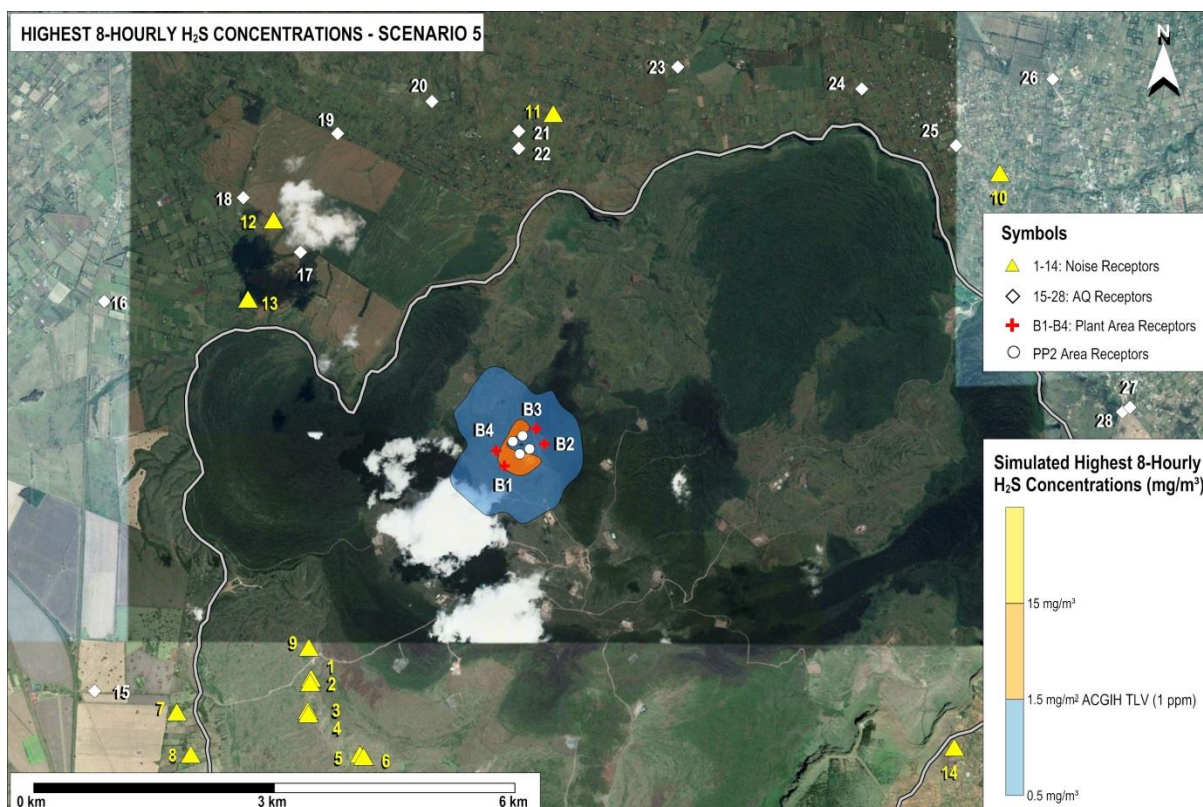 HIGHEST 8-HOURLY H₂S CONCENTRATIONS - SCENARIO 5
N
23
20
24
26
11
19
21
22
25
10
18
12
17
13
16
Symbols
1-14: Noise Receptors
15-28: AQ Receptors
B1-B4: Plant Area Receptors
PP2 Area Receptors
27
28
B3
B4
B2
B1
Simulated Highest 8-Hourly
H₂S Concentrations (mg/m³)
15 mg/m³
1.5 mg/m³ ACGIH TLV (1 ppm)
0.5 mg/m³
9
1
2
15
7
3
4
8
5
6
14
0 km
3 km
6 km